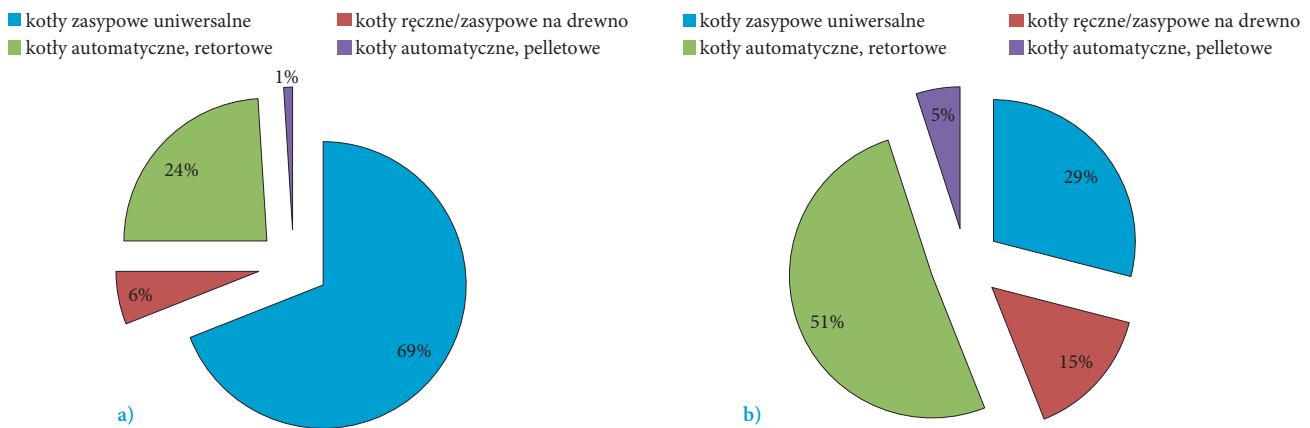 kotły zasypowe uniwersalne
kotły ręczne/zasypowe na drewno
kotły automatyczne, retortowe
kotły automatyczne, pelletowe
1%
24%
6%
69%
a)
kotły zasypowe uniwersalne
kotły ręczne/zasypowe na drewno
kotły automatyczne, retortowe
kotły automatyczne, pelletowe
5%
29%
51%
15%
b)